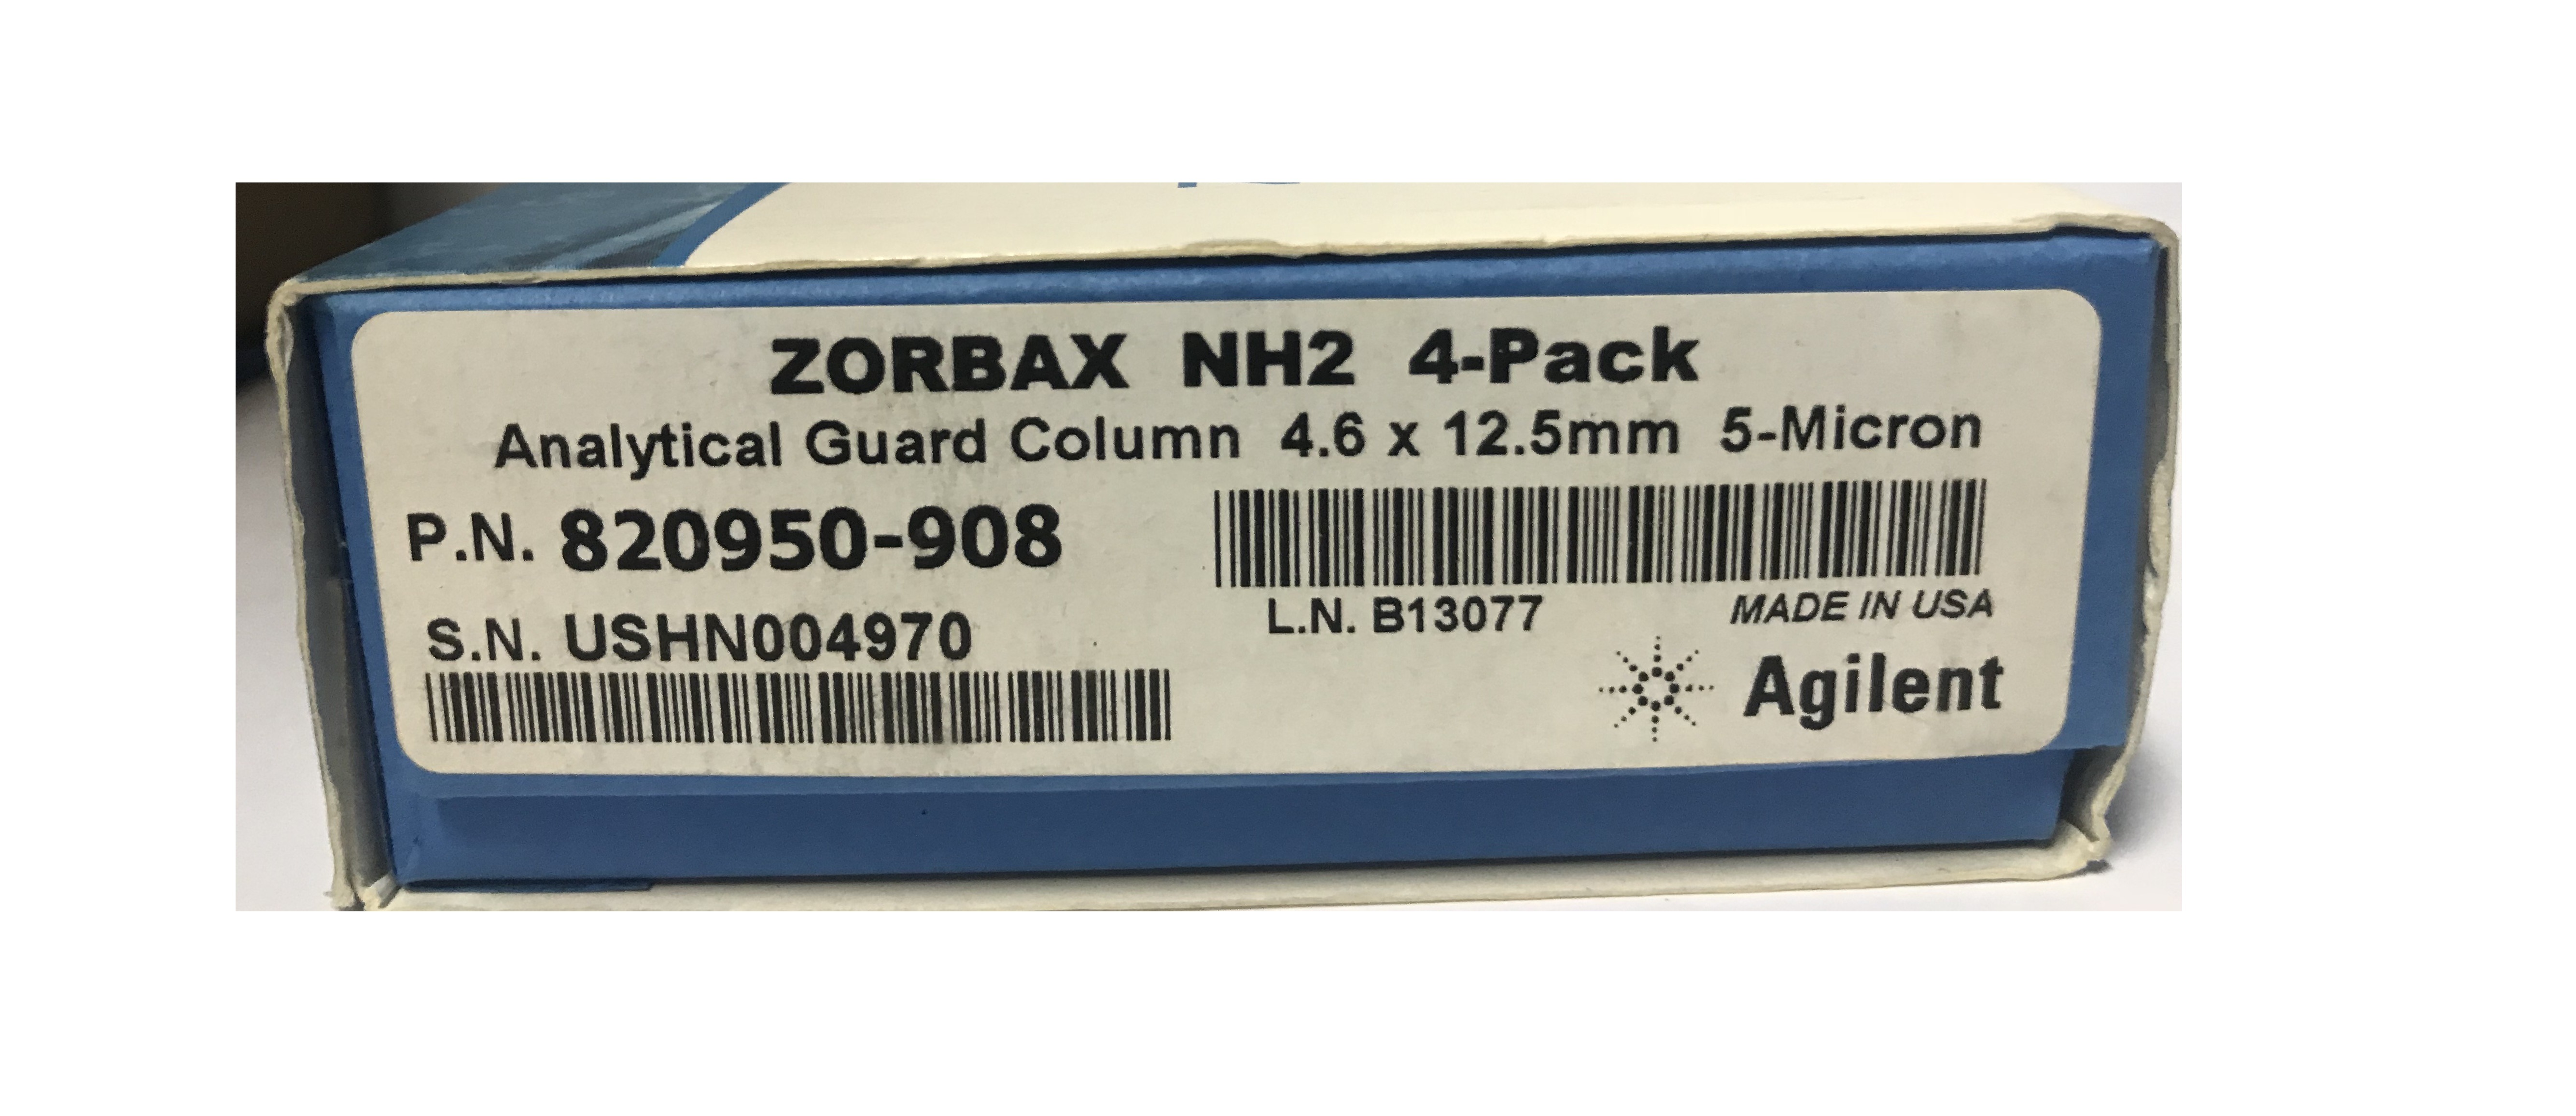 ZORBAX NH2 4-Pack
Analytical Guard Column 4.6 x 12.5mm 5-Micron
P.N. 820950-908
L.N. B13077 MADE IN USA
S.N. USHN004970
Agilent